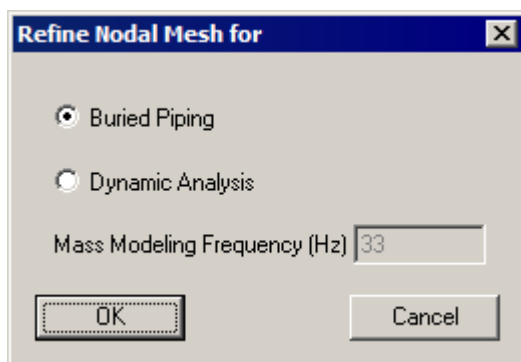 Refine Nodal Mesh for
Buried Piping
Dynamic Analysis
Mass Modeling Frequency (Hz) 33
OK Cancel